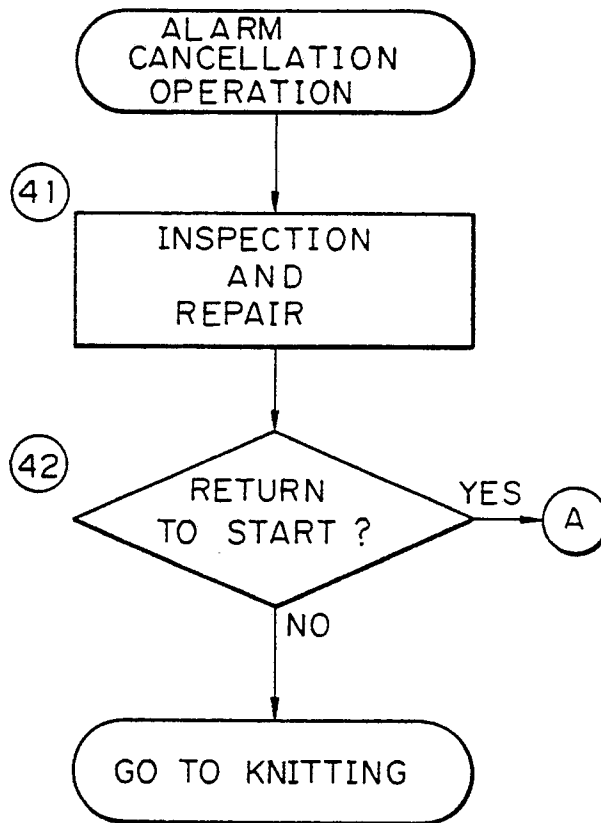 ALARM
CANCELLATION
OPERATION
41
INSPECTION
AND
REPAIR
42
RETURN
TO START ?
YES
A
NO
GO TO KNITTING